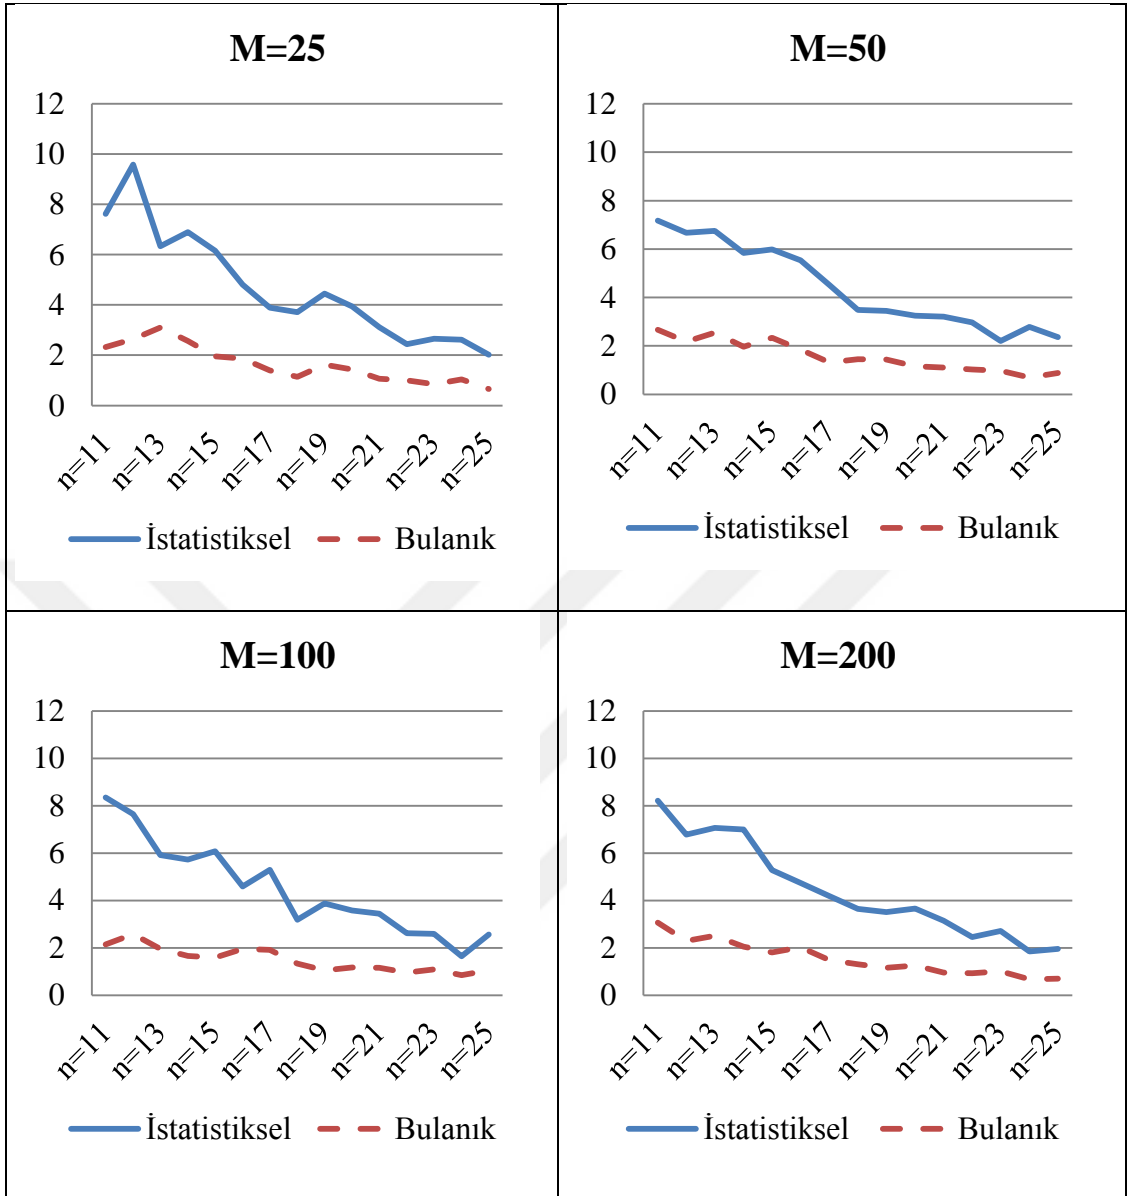 M=25
12
10
8
6
4
2
0
n=11
n=13
n=15
n=17
n=19
n=21
n=23
n=25
İstatistiksel Bulanık
M=50
12
10
8
6
4
2
0
n=11
n=13
n=15
n=17
n=19
n=21
n=23
n=25
İstatistiksel Bulanık
M=100
12
10
8
6
4
2
0
n=11
n=13
n=15
n=17
n=19
n=21
n=23
n=25
İstatistiksel Bulanık
M=200
12
10
8
6
4
2
0
n=11
n=13
n=15
n=17
n=19
n=21
n=23
n=25
İstatistiksel Bulanık